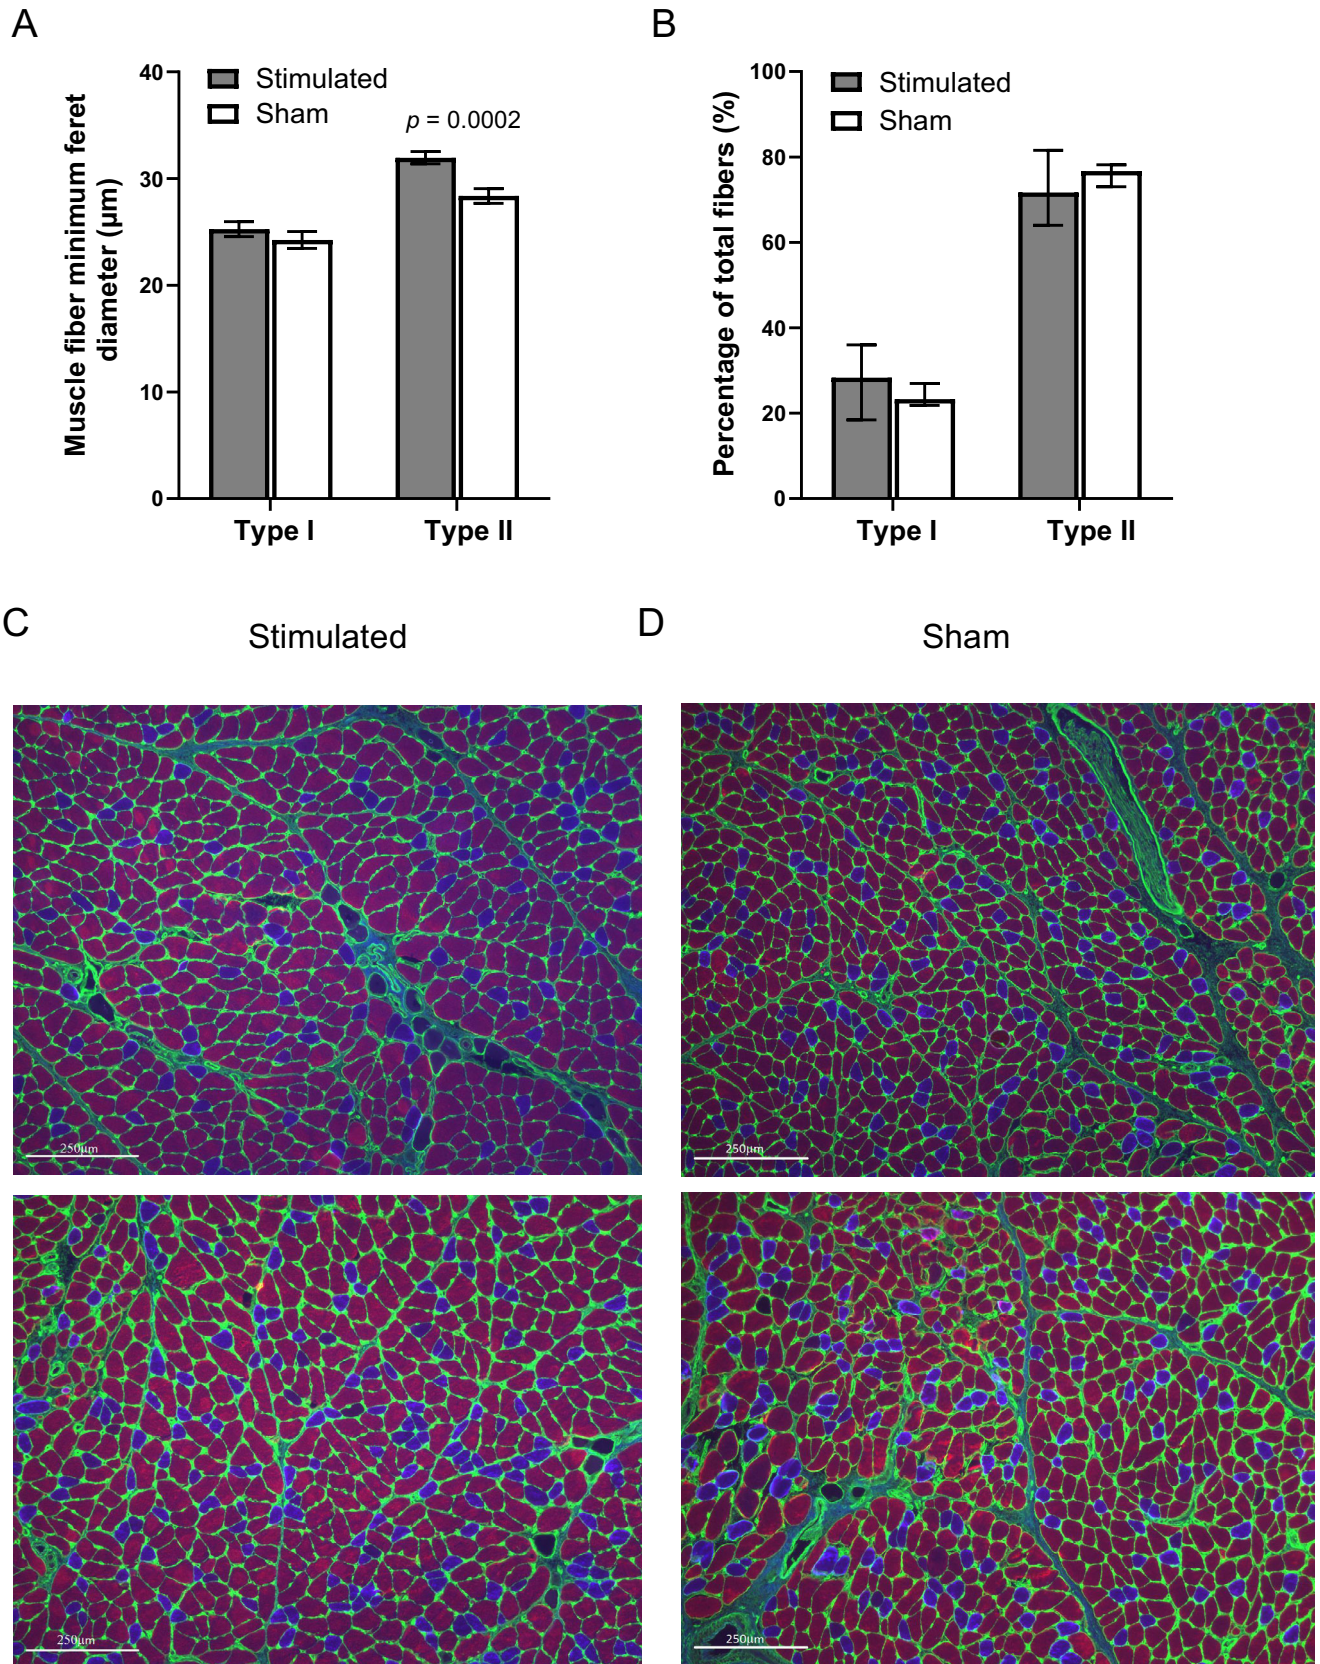 A
Stimulated
Sham
p = 0.0002
Muscle fiber minimum feret
diameter (µm)
40
30
20
10
0
Type I
Type II
B
Stimulated
Sham
Percentage of total fibers (%)
100
80
60
40
20
0
Type I
Type II
C
Stimulated
D
Sham
250µm
250µm
250µm
250µm